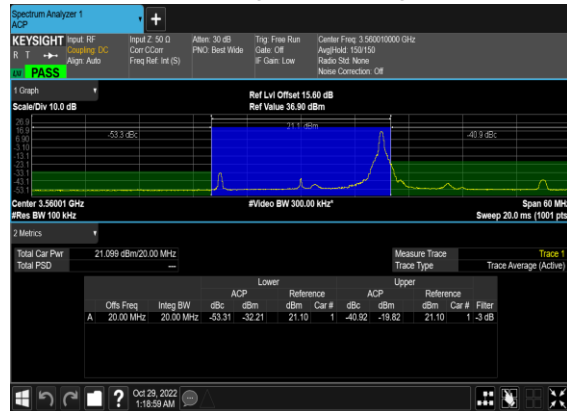 Spectrum Analyzer 1
ACP
+
KEYSIGHT Input: RF Input Z: 50 Ω Atten: 30 dB Trig: Free Run Center Freq: 3.560010000 GHz
R T Coupling: DC Corr CCorr PNO: Best Wide Gate: Off Avg|Hold: 150/150
Align: Auto Freq Ref: Int (S) IF Gain: Low Radio Std: None
PASS Noise Correction: Off
1 Graph
Ref Lvl Offset 15.60 dB
Scale/Div 10.0 dB Ref Value 36.90 dBm
26.9
16.9
6.90
-3.10
-13.1
-23.1
-33.1
-43.1
-53.1
-53.3 dBc
21.1 dBm
-40.9 dBc
Center 3.56001 GHz #Video BW 300.00 kHz* Span 60 MHz
#Res BW 100 kHz Sweep 20.0 ms (1001 pts
2 Metrics
Total Car Pwr 21.099 dBm/20.00 MHz Measure Trace Trace 1
Total PSD --- Trace Type Trace Average (Active)
Lower Upper
ACP Reference ACP Reference
Offs Freq Integ BW dBc dBm dBm Car # dBc dBm dBm Car # Filter
A 20.00 MHz 20.00 MHz -53.31 -32.21 21.10 1 -40.92 -19.82 21.10 1 -3 dB
?
Oct 29, 2022
1:18:59 AM